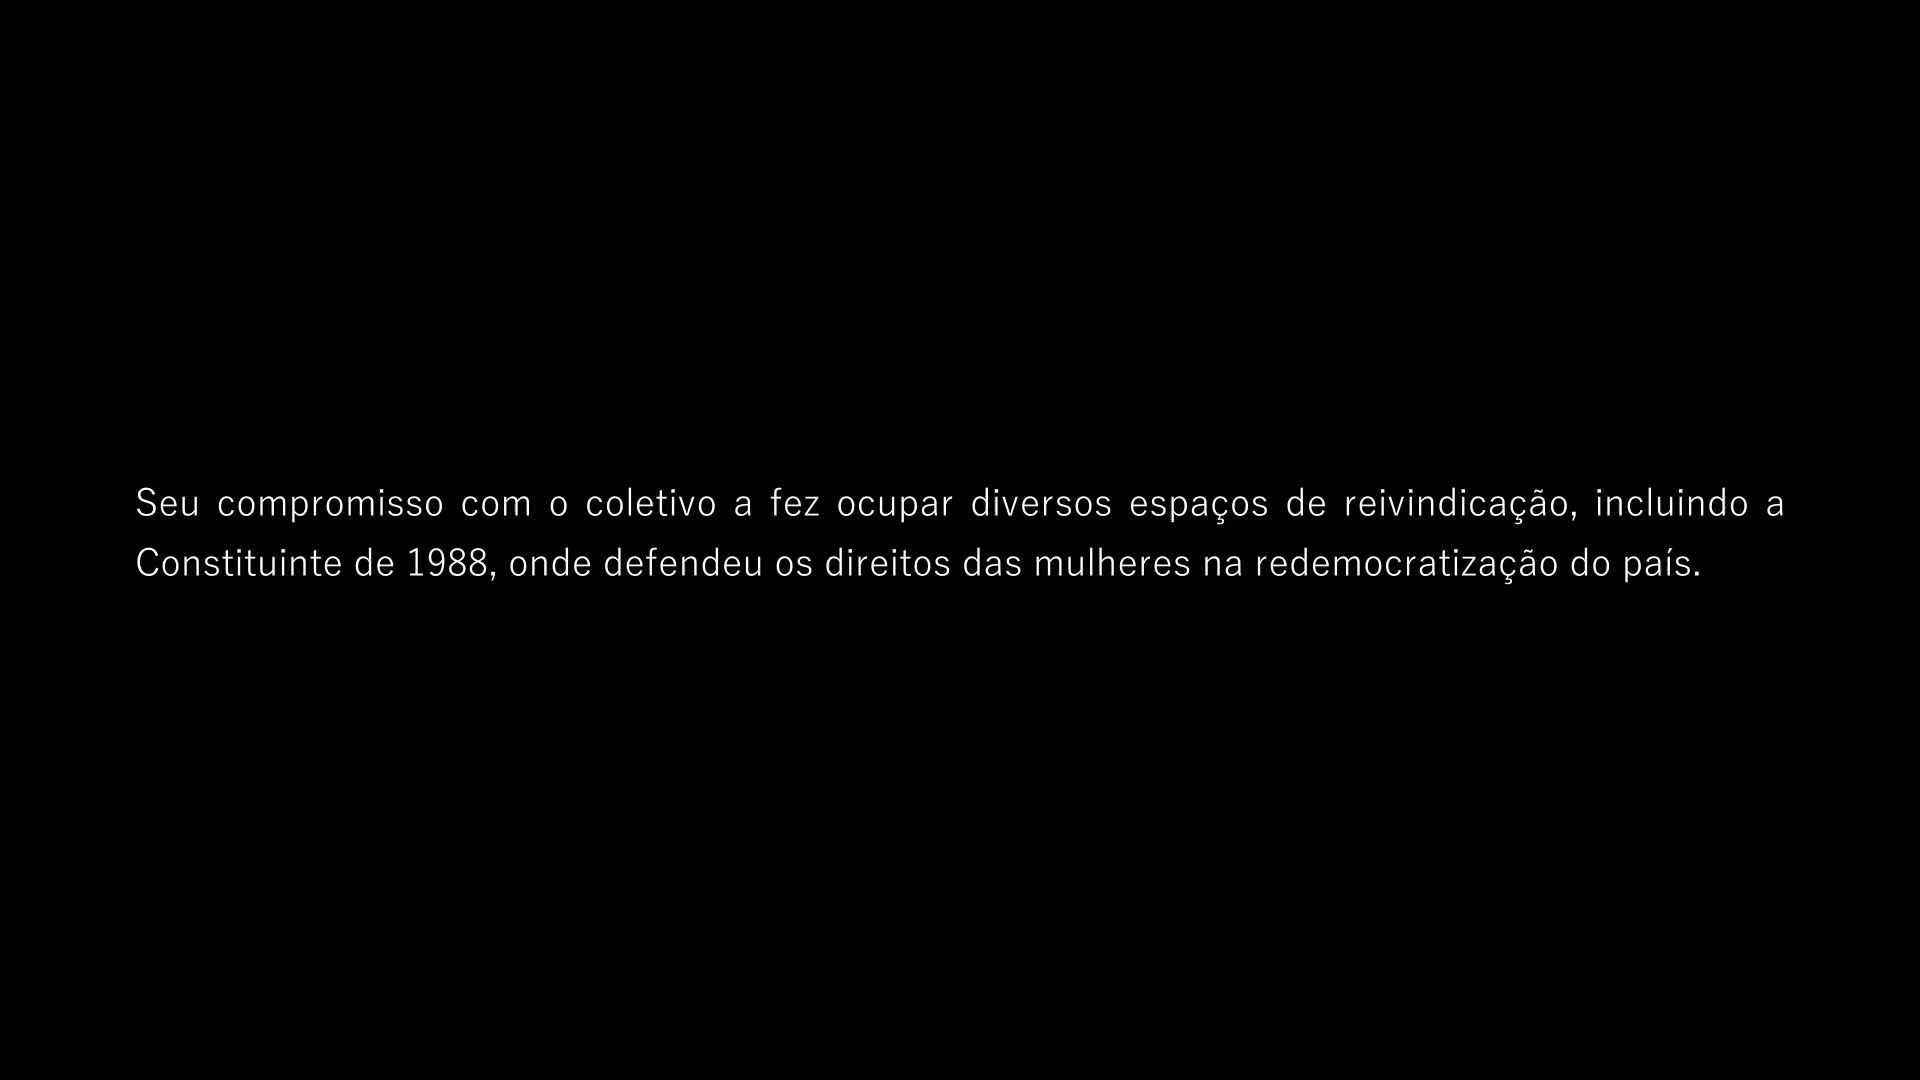 Seu compromisso com o coletivo a fez ocupar diversos espaços de reivindicação, incluindo a
Constituinte de 1988, onde defendeu os direitos das mulheres na redemocratização do país.